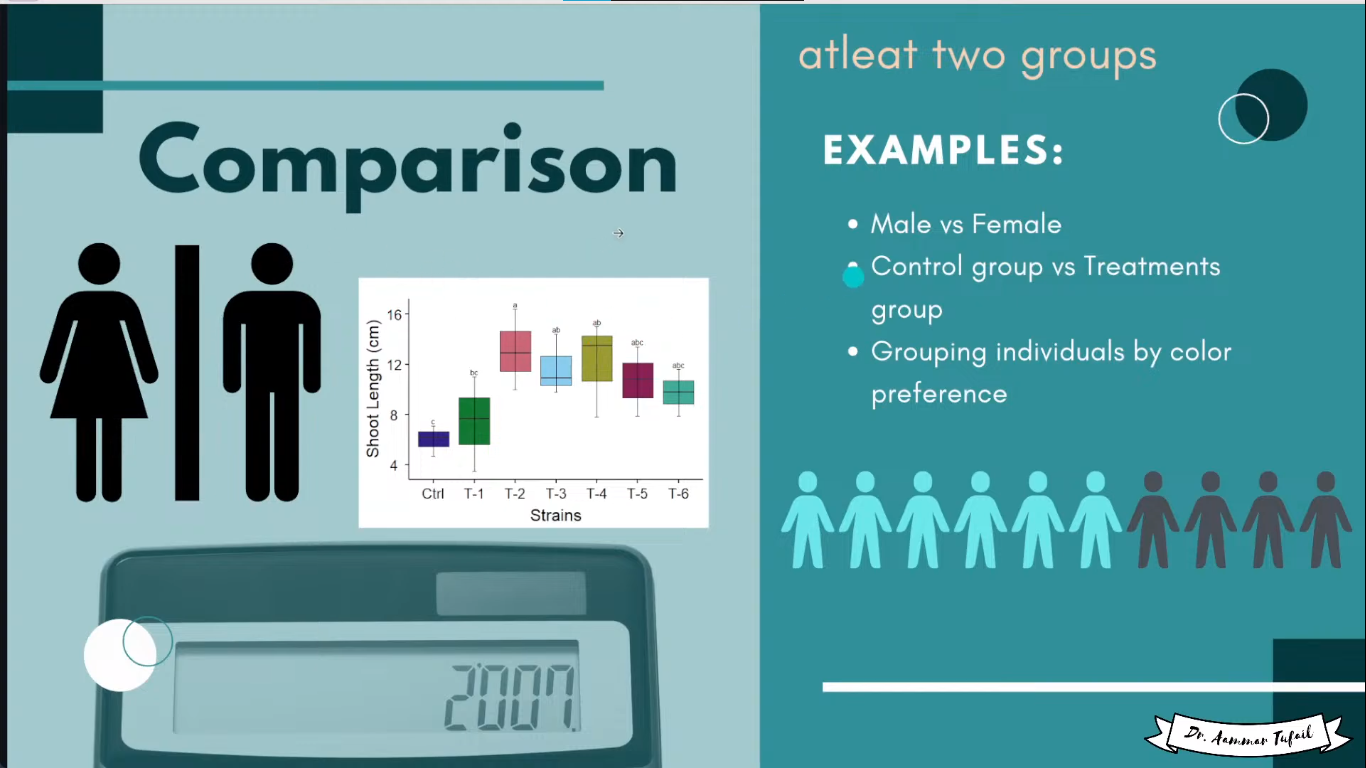 atleat two groups
Comparison
EXAMPLES:
• Male vs Female
• Control group vs Treatments
group
• Grouping individuals by color
preference
Shoot Length (cm)
16
12
8
4
c
bc
a
ab
ab
abc
abc
Ctrl T-1 T-2 T-3 T-4 T-5 T-6
Strains
2007.
Dr. Aammar Tufail